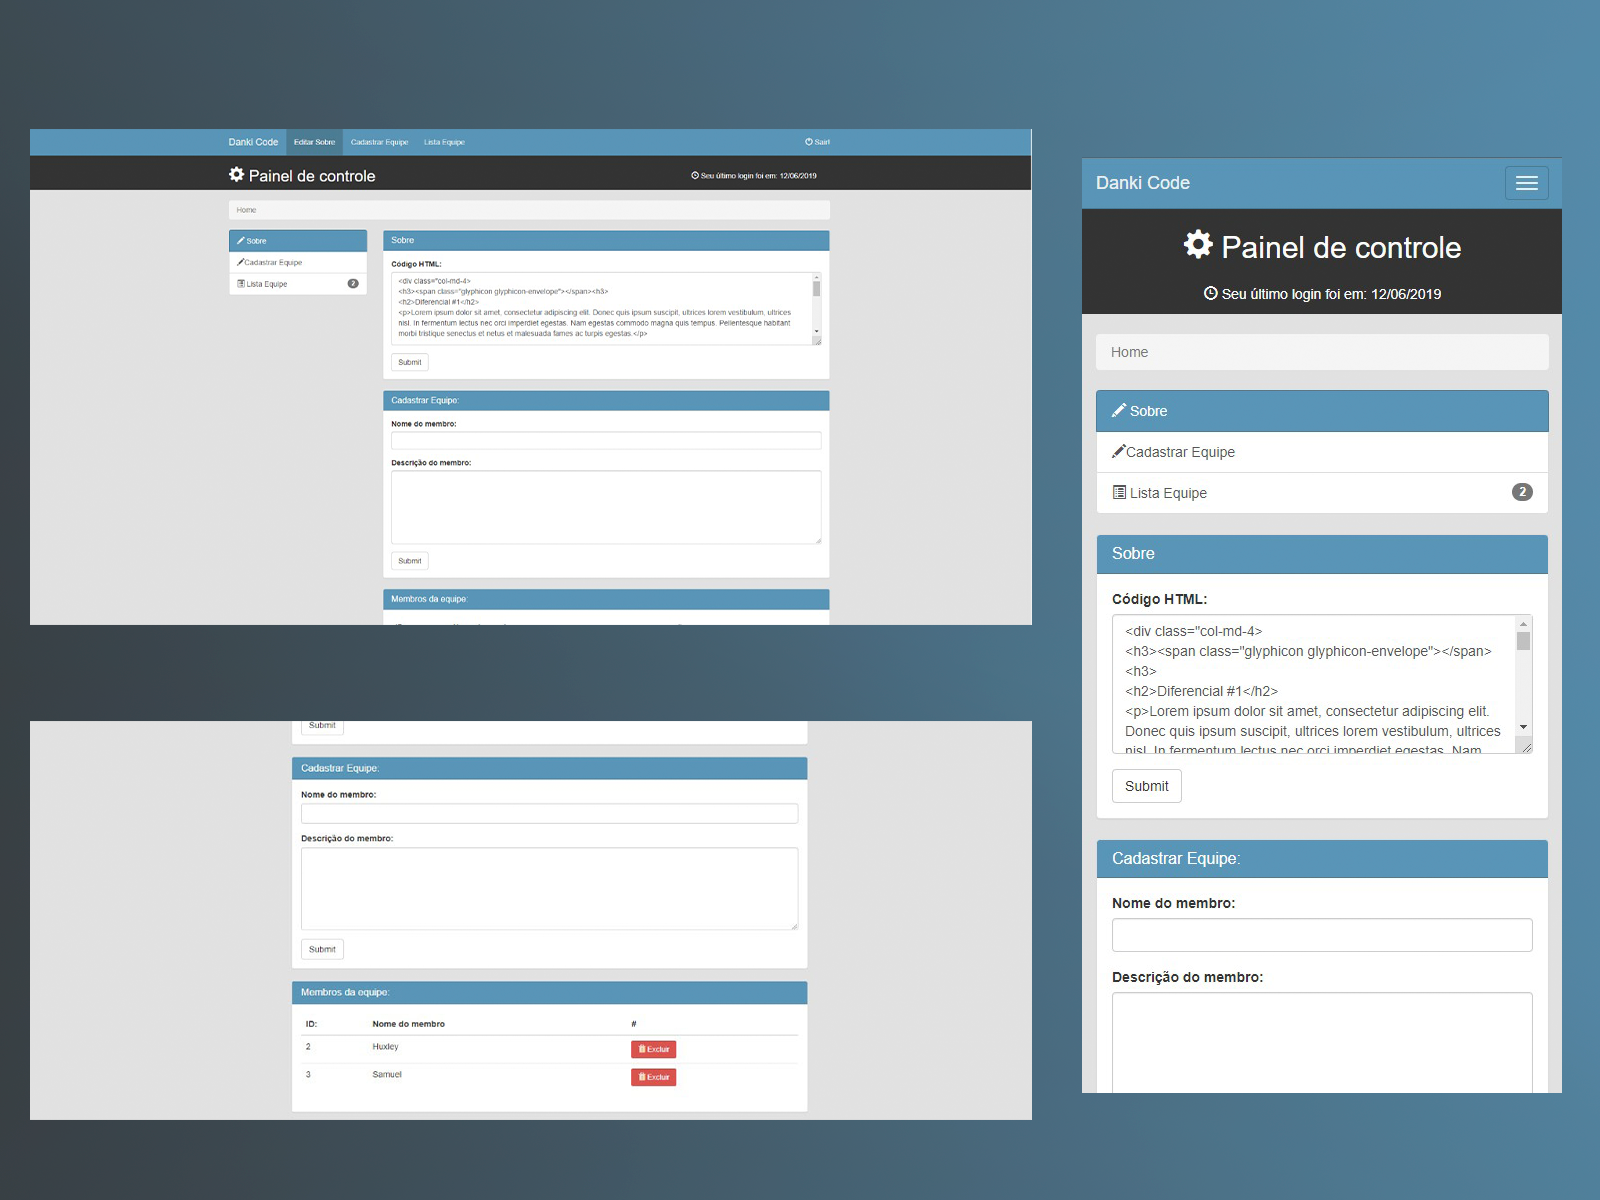 Danki Code Editar Sobre Cadastrar Equipe Lista Equipe Sair!
Painel de controle Seu último login foi em: 12/06/2019
Home
Sobre
Cadastrar Equipe
Lista Equipe 2
Sobre
Código HTML:
<div class="col-md-4>
<h3><span class="glyphicon glyphicon-envelope"></span><h3>
<h2>Diferencial #1</h2>
<p>Lorem ipsum dolor sit amet, consectetur adipiscing elit. Donec quis ipsum suscipit, ultrices lorem vestibulum, ultrices
nisl. In fermentum lectus nec orci imperdiet egestas. Nam egestas commodo magna quis tempus. Pellentesque habitant
morbi tristique senectus et netus et malesuada fames ac turpis egestas.</p>
Submit
Cadastrar Equipe:
Nome do membro:
Descrição do membro:
Submit
Membros da equipe:
Submit
Cadastrar Equipe:
Nome do membro:
Descrição do membro:
Submit
Membros da equipe:
ID: Nome do membro #
2 Huxley Excluir
3 Samuel Excluir
Danki Code
Painel de controle
Seu último login foi em: 12/06/2019
Home
Sobre
Cadastrar Equipe
Lista Equipe 2
Sobre
Código HTML:
<div class="col-md-4>
<h3><span class="glyphicon glyphicon-envelope"></span>
<h3>
<h2>Diferencial #1</h2>
<p>Lorem ipsum dolor sit amet, consectetur adipiscing elit.
Donec quis ipsum suscipit, ultrices lorem vestibulum, ultrices
nisl. In fermentum lectus nec orci imperdiet egestas. Nam
Submit
Cadastrar Equipe:
Nome do membro:
Descrição do membro: